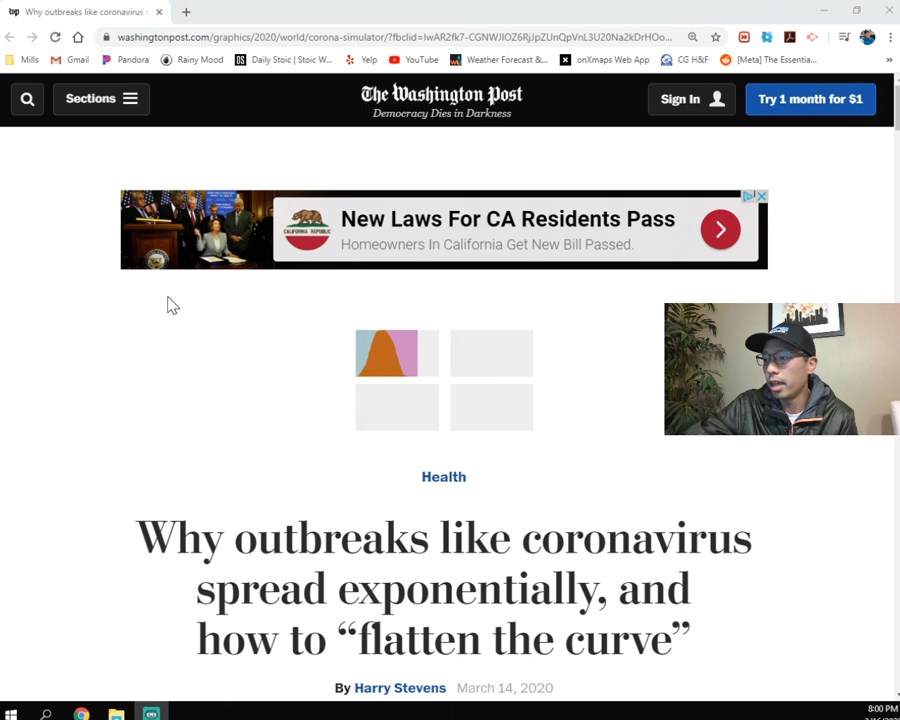 Why outbreaks like coronavirus s
washingtonpost.com/graphics/2020/world/corona-simulator/?fbclid=IwAR2fk7-CGNWJIOZ6RjJpZUnQpVnL3U20Na2kDrHOo...
Mills Gmail Pandora Rainy Mood Daily Stoic | Stoic W... Yelp YouTube Weather Forecast &... onXmaps Web App CG H&F [Meta] The Essentia... »
Sections
The Washington Post
Democracy Dies in Darkness
Sign In
Try 1 month for $1
New Laws For CA Residents Pass
Homeowners In California Get New Bill Passed.
CALIFORNIA REPUBLIC
Health
Why outbreaks like coronavirus
spread exponentially, and
how to “flatten the curve”
By Harry Stevens March 14, 2020
8:00 PM